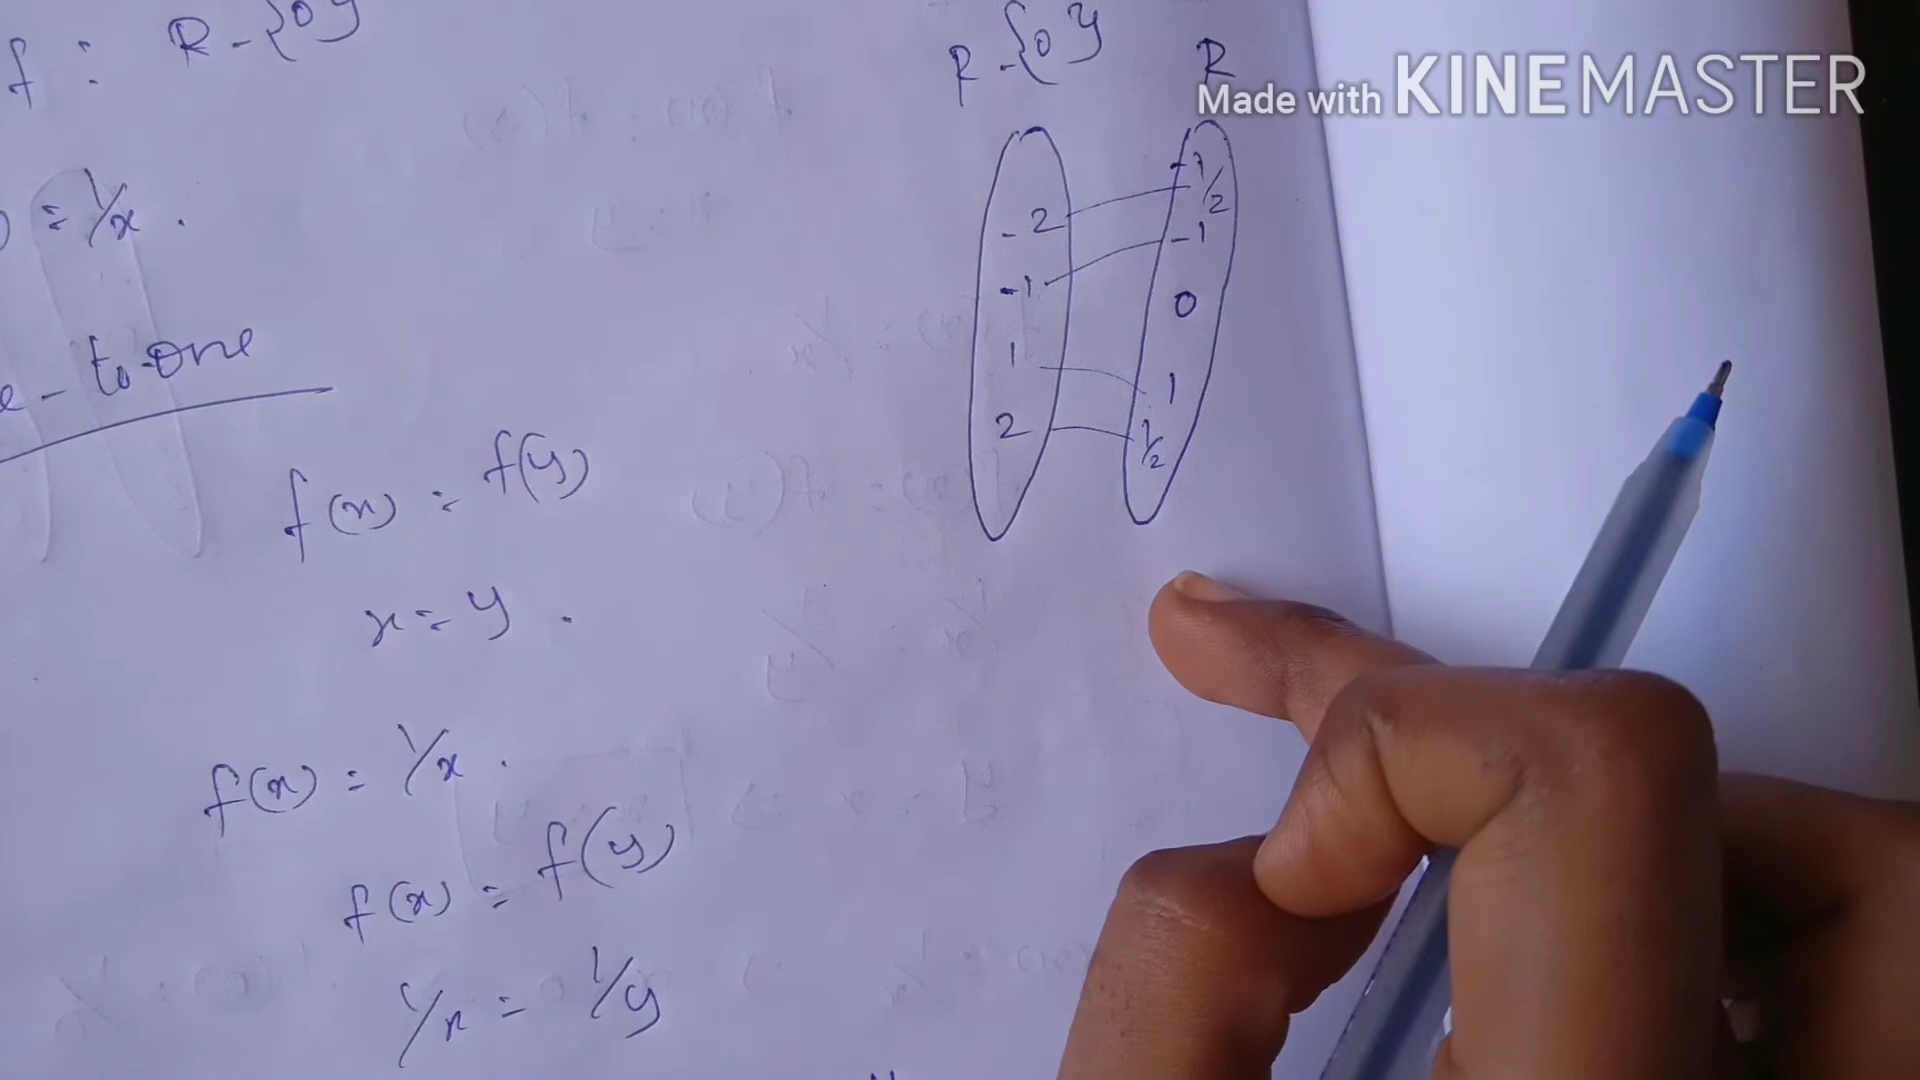 f : R-{0}
= 1/x .
e - to-one
f(x) = f(y)
x = y .
f(x) = 1/x .
f(x) = f(y)
1/x = 1/y
R-{0} R
Made with KINEMASTER
-2 -1/2
-1 -1
0
1 1
2 1/2